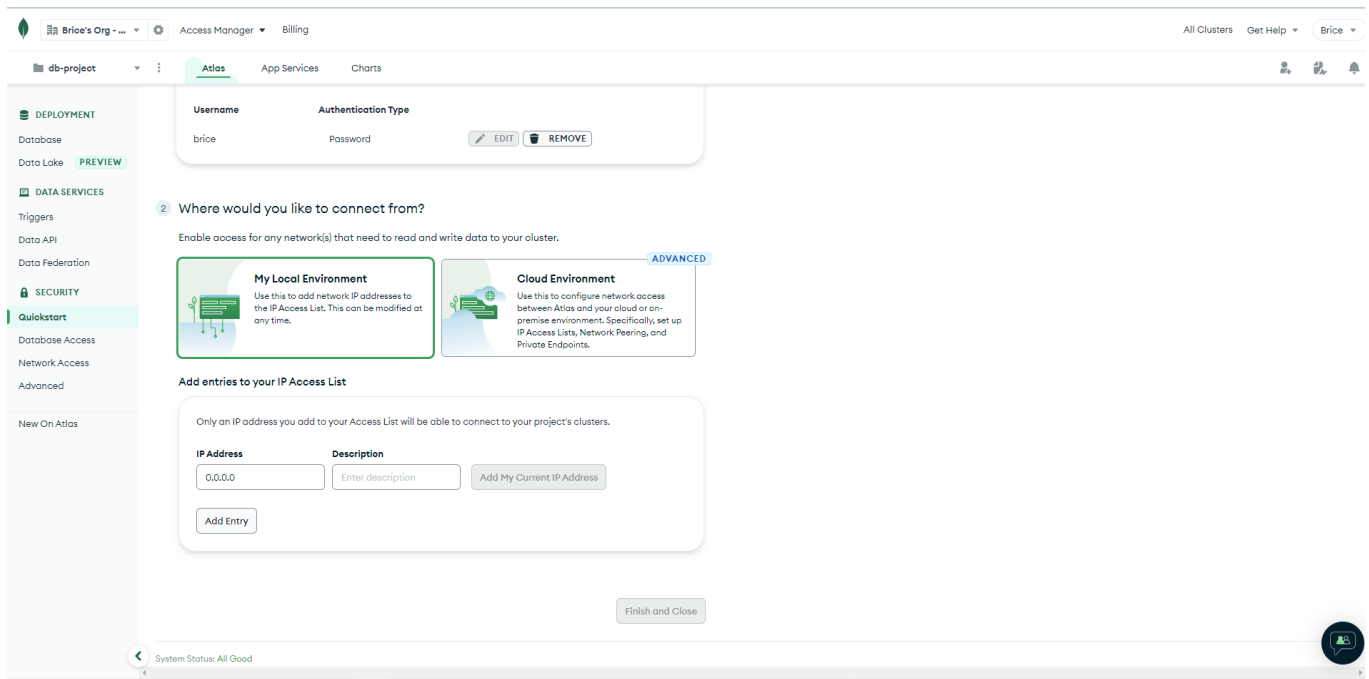 Brice's Org - ...
Access Manager
Billing
All Clusters
Get Help
Brice
db-project
Atlas
App Services
Charts
DEPLOYMENT
Database
Data Lake PREVIEW
DATA SERVICES
Triggers
Data API
Data Federation
SECURITY
Quickstart
Database Access
Network Access
Advanced
New On Atlas
Username Authentication Type
brice Password EDIT REMOVE
2 Where would you like to connect from?
Enable access for any network(s) that need to read and write data to your cluster.
My Local Environment
Use this to add network IP addresses to
the IP Access List. This can be modified at
any time.
ADVANCED
Cloud Environment
Use this to configure network access
between Atlas and your cloud or on-
premise environment. Specifically, set up
IP Access Lists, Network Peering, and
Private Endpoints.
Add entries to your IP Access List
Only an IP address you add to your Access List will be able to connect to your project's clusters.
IP Address Description
0.0.0.0 Enter description Add My Current IP Address
Add Entry
Finish and Close
System Status: All Good